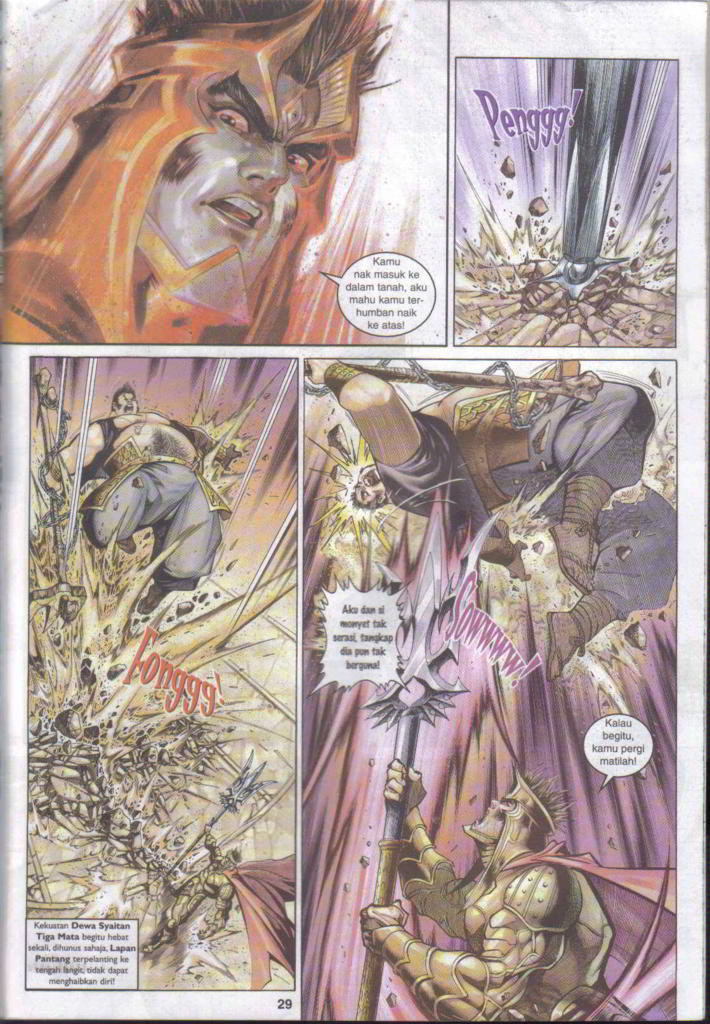 Kamu
nak masuk ke
dalam tanah, aku
mahu kamu ter-
humban naik
ke atas!
Penggg!
Fonggg!
Kekuatan Dewa Syaitan
Tiga Mata begitu hebat
sekali, dihunus sahaja, Lapan
Pantang terpelanting ke
tengah langit, tidak dapat
menghaibkan diri!
Aku dan si
monyet tak
serasi, tangkap
dia pun tak
berguna!
Sowwww!
Kalau
begitu,
kamu pergi
matilah!
29